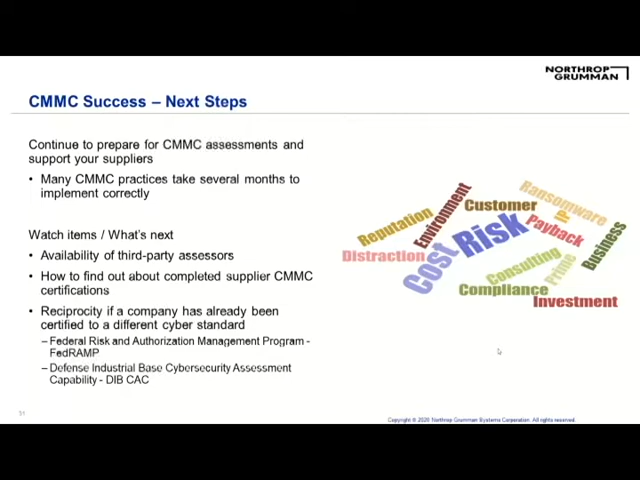 NORTHROP
GRUMMAN
CMMC Success – Next Steps
Continue to prepare for CMMC assessments and
support your suppliers
• Many CMMC practices take several months to
implement correctly
Watch items / What's next
• Availability of third-party assessors
• How to find out about completed supplier CMMC
certifications
• Reciprocity if a company has already been
certified to a different cyber standard
– Federal Risk and Authorization Management Program -
FedRAMP
– Defense Industrial Base Cybersecurity Assessment
Capability - DIB CAC
Ransomware
Environment
Customer
IP
Reputation
Risk
Payback
Business
Distraction
Cost
Consulting
Prime
Compliance
Investment
51
Copyright © 2020 Northrop Grumman Systems Corporation. All rights reserved.